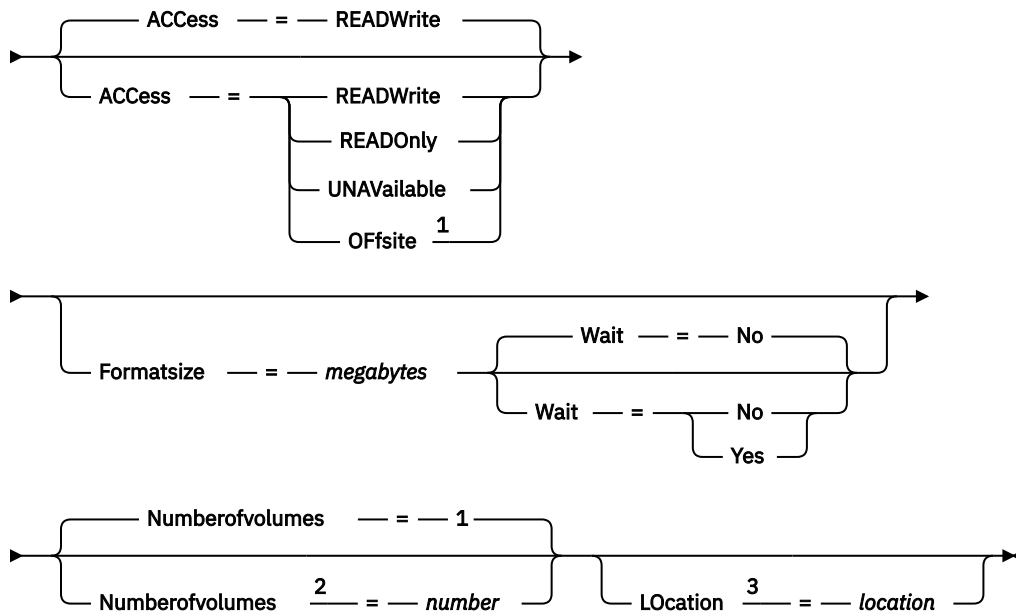 ACCess = READWrite
ACCess = READWrite
READOnly
UNAVailable
OFfsite 1
Wait = No
Formatsize = megabytes
Wait = No
Yes
Numberofvolumes = 1
Numberofvolumes 2 = number LOcation 3 = location